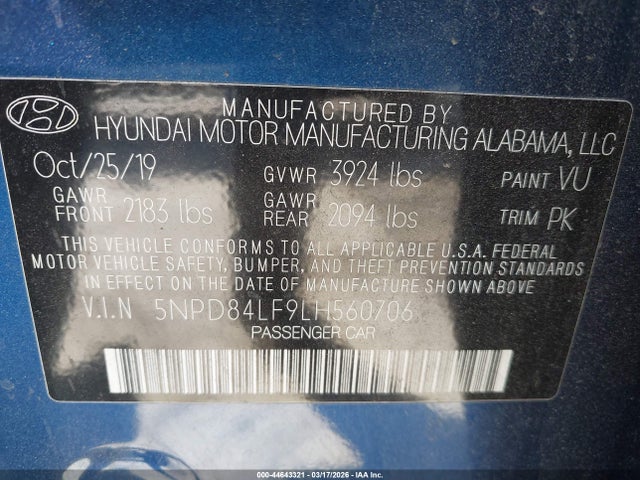 MANUFACTURED BY
HYUNDAI MOTOR MANUFACTURING ALABAMA, LLC
Oct/25/19 GVWR 3924 lbs PAINT VU
GAWR FRONT 2183 lbs GAWR REAR 2094 lbs TRIM PK
THIS VEHICLE CONFORMS TO ALL APPLICABLE U.S.A. FEDERAL
MOTOR VEHICLE SAFETY, BUMPER, AND THEFT PREVENTION STANDARDS
IN EFFECT ON THE DATE OF MANUFACTURE SHOWN ABOVE
V.I.N 5NPD84LF9LH560706
PASSENGER CAR
000-44643321 - 03/17/2026 - IAA Inc.